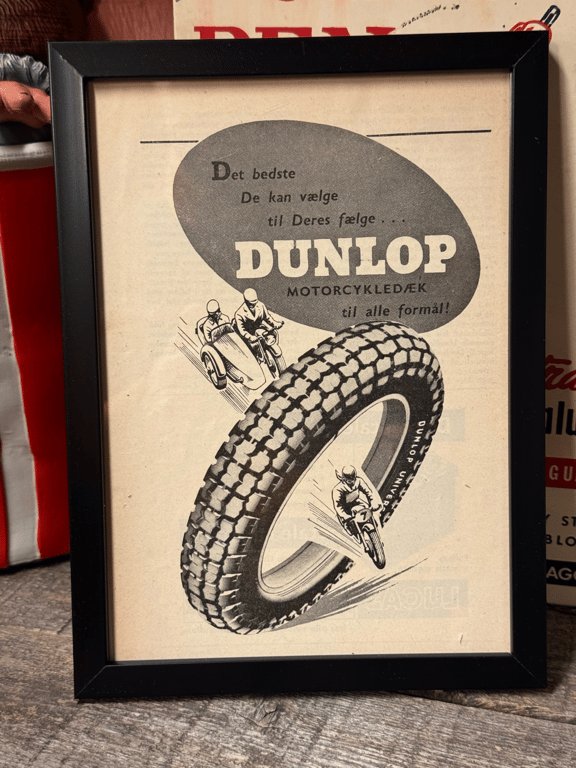 Det bedste
De kan vælge
til Deres fælge . . .
DUNLOP
MOTORCYKLEDÆK
til alle formål!
DUNLOP